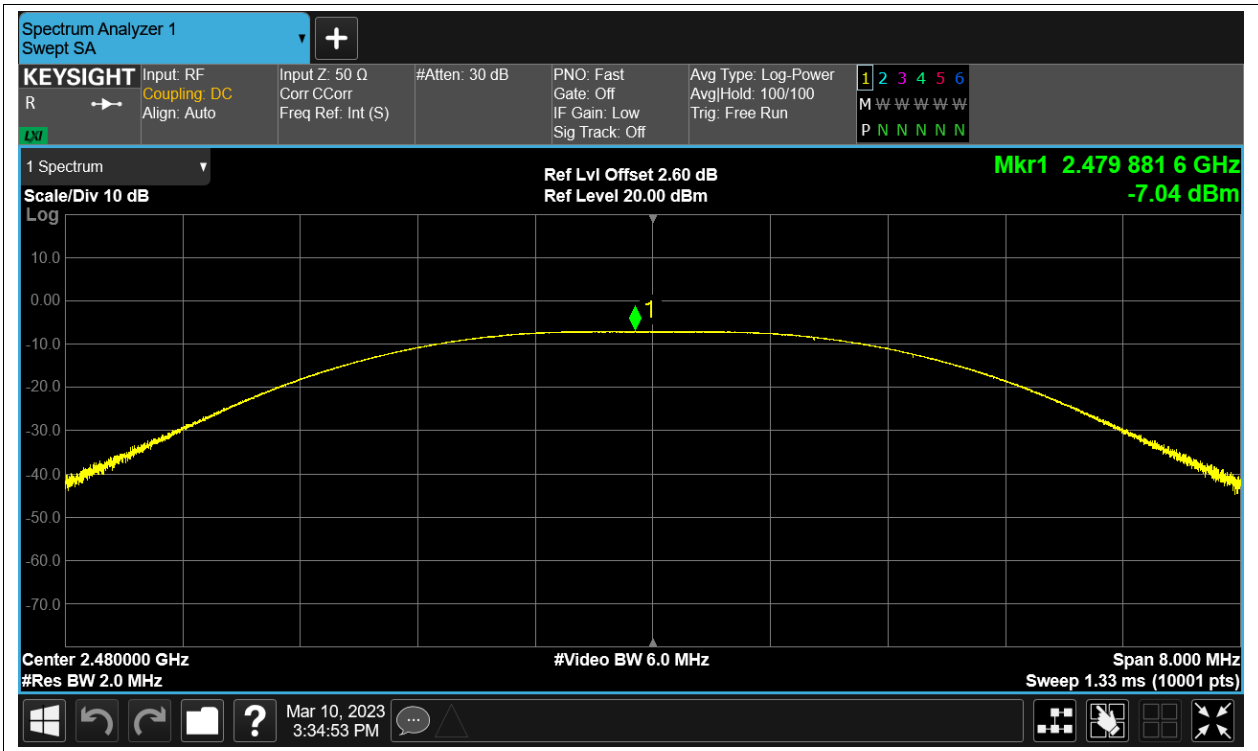 Spectrum Analyzer 1
Swept SA
+
KEYSIGHT
R
LXI
Input: RF
Coupling: DC
Align: Auto
Input Z: 50 Ω
Corr CCorr
Freq Ref: Int (S)
#Atten: 30 dB
PNO: Fast
Gate: Off
IF Gain: Low
Sig Track: Off
Avg Type: Log-Power
Avg|Hold: 100/100
Trig: Free Run
1 2 3 4 5 6
M W W W W W
P N N N N N
1 Spectrum
Scale/Div 10 dB
Log
Ref Lvl Offset 2.60 dB
Ref Level 20.00 dBm
Mkr1 2.479 881 6 GHz
-7.04 dBm
10.0
0.00
-10.0
-20.0
-30.0
-40.0
-50.0
-60.0
-70.0
1
Center 2.480000 GHz
#Res BW 2.0 MHz
#Video BW 6.0 MHz
Span 8.000 MHz
Sweep 1.33 ms (10001 pts)
?
Mar 10, 2023
3:34:53 PM